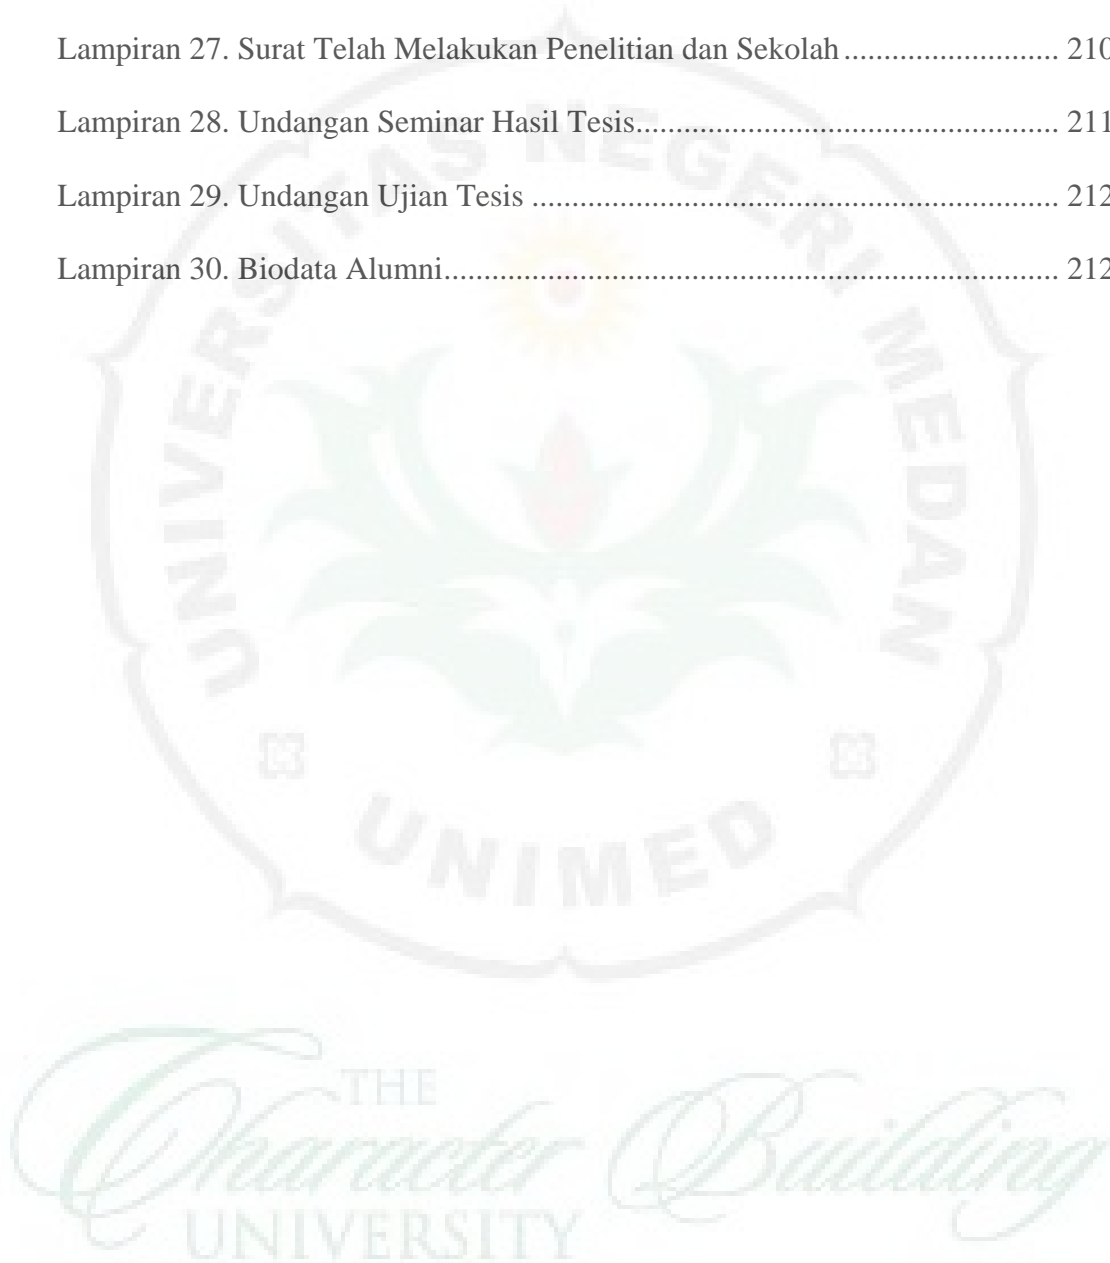 Lampiran 27. Surat Telah Melakukan Penelitian dan Sekolah ........................ 210
Lampiran 28. Undangan Seminar Hasil Tesis............................................... 211
Lampiran 29. Undangan Ujian Tesis ........................................................... 212
Lampiran 30. Biodata Alumni..................................................................... 212
UNIVERSITAS NEGERI MEDAN
UNIMED
THE
Character Building
UNIVERSITY